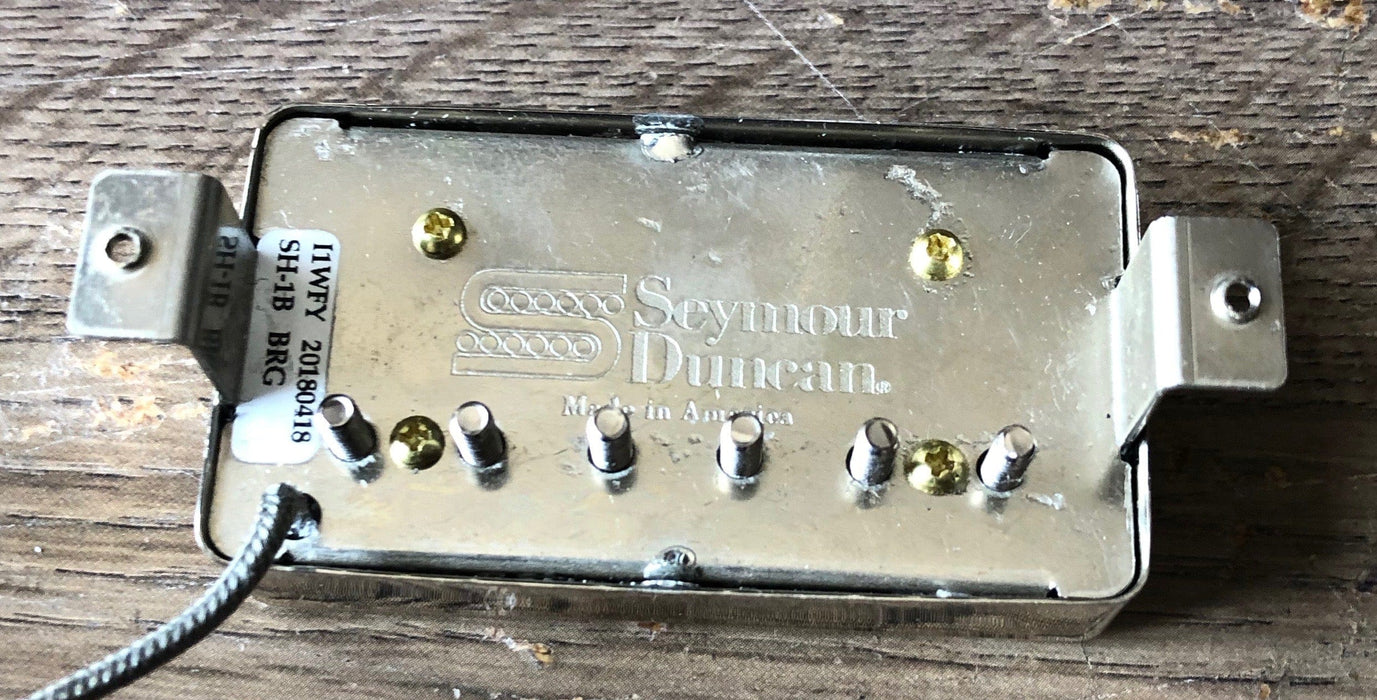 I1WFY 20180418
SH-1B BRG
Seymour
Duncan®
Made in America